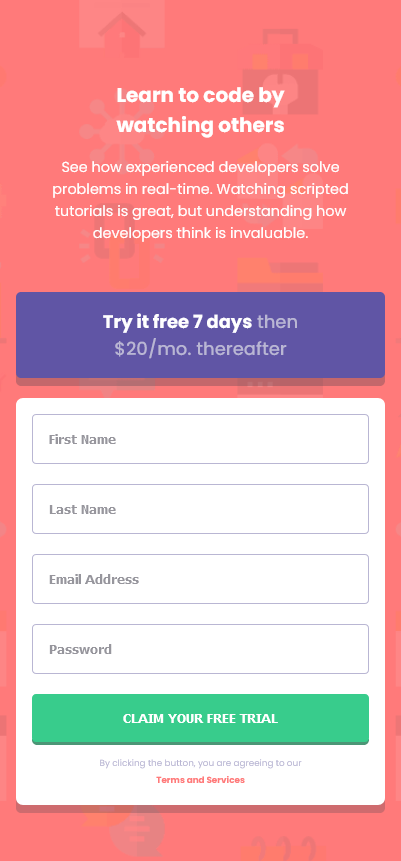 Learn to code by
watching others
See how experienced developers solve
problems in real-time. Watching scripted
tutorials is great, but understanding how
developers think is invaluable.
Try it free 7 days then
$20/mo. thereafter
First Name
Last Name
Email Address
Password
CLAIM YOUR FREE TRIAL
By clicking the button, you are agreeing to our
Terms and Services